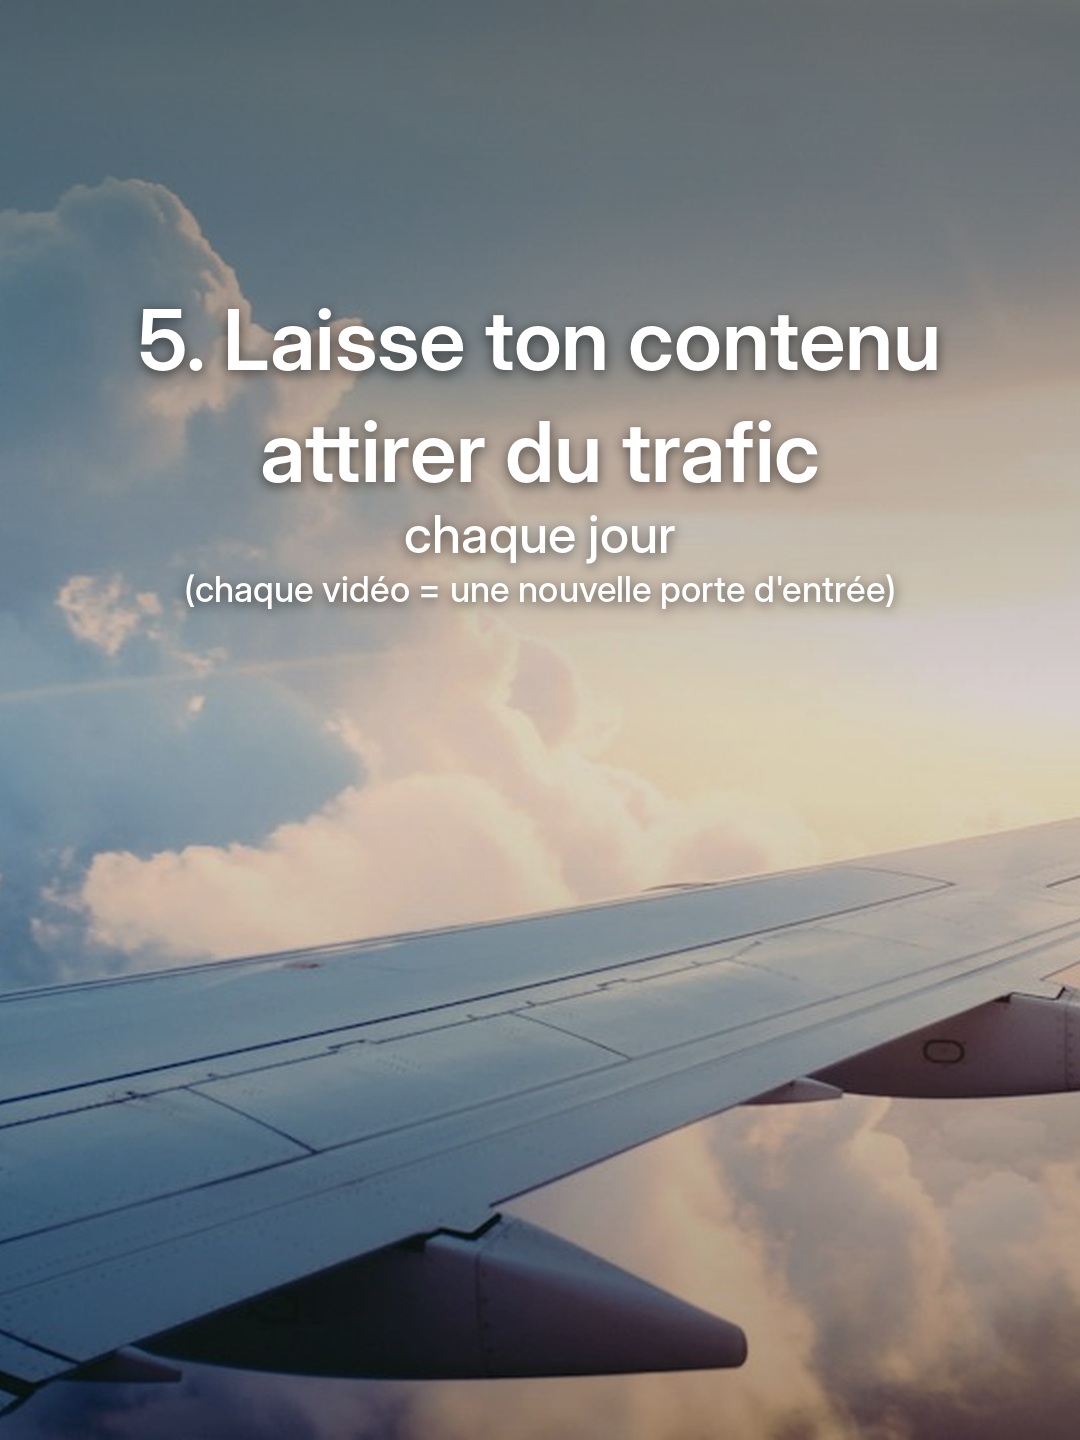 5. Laisse ton contenu
attirer du trafic
chaque jour
(chaque vidéo = une nouvelle porte d'entrée)